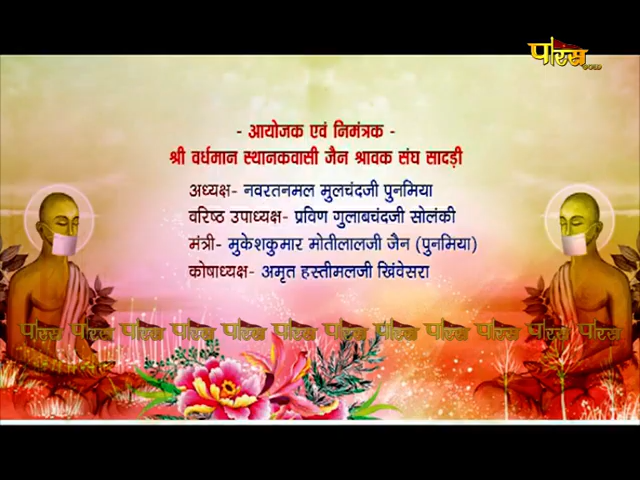 पारस
- आयोजक एवं निमंत्रक -
श्री वर्धमान स्थानकवासी जैन श्रावक संघ सादड़ी
अध्यक्ष- नवरतनमल मुलचंदजी पुनमिया
वरिष्ठ उपाध्यक्ष- प्रविण गुलाबचंदजी सोलंकी
मंत्री- मुकेशकुमार मोतीलालजी जैन (पुनमिया)
कोषाध्यक्ष- अमृत हस्तीमलजी खिंवेसरा
पारस पारस पारस पारस पारस पारस पारस पारस पारस पारस पारस पारस